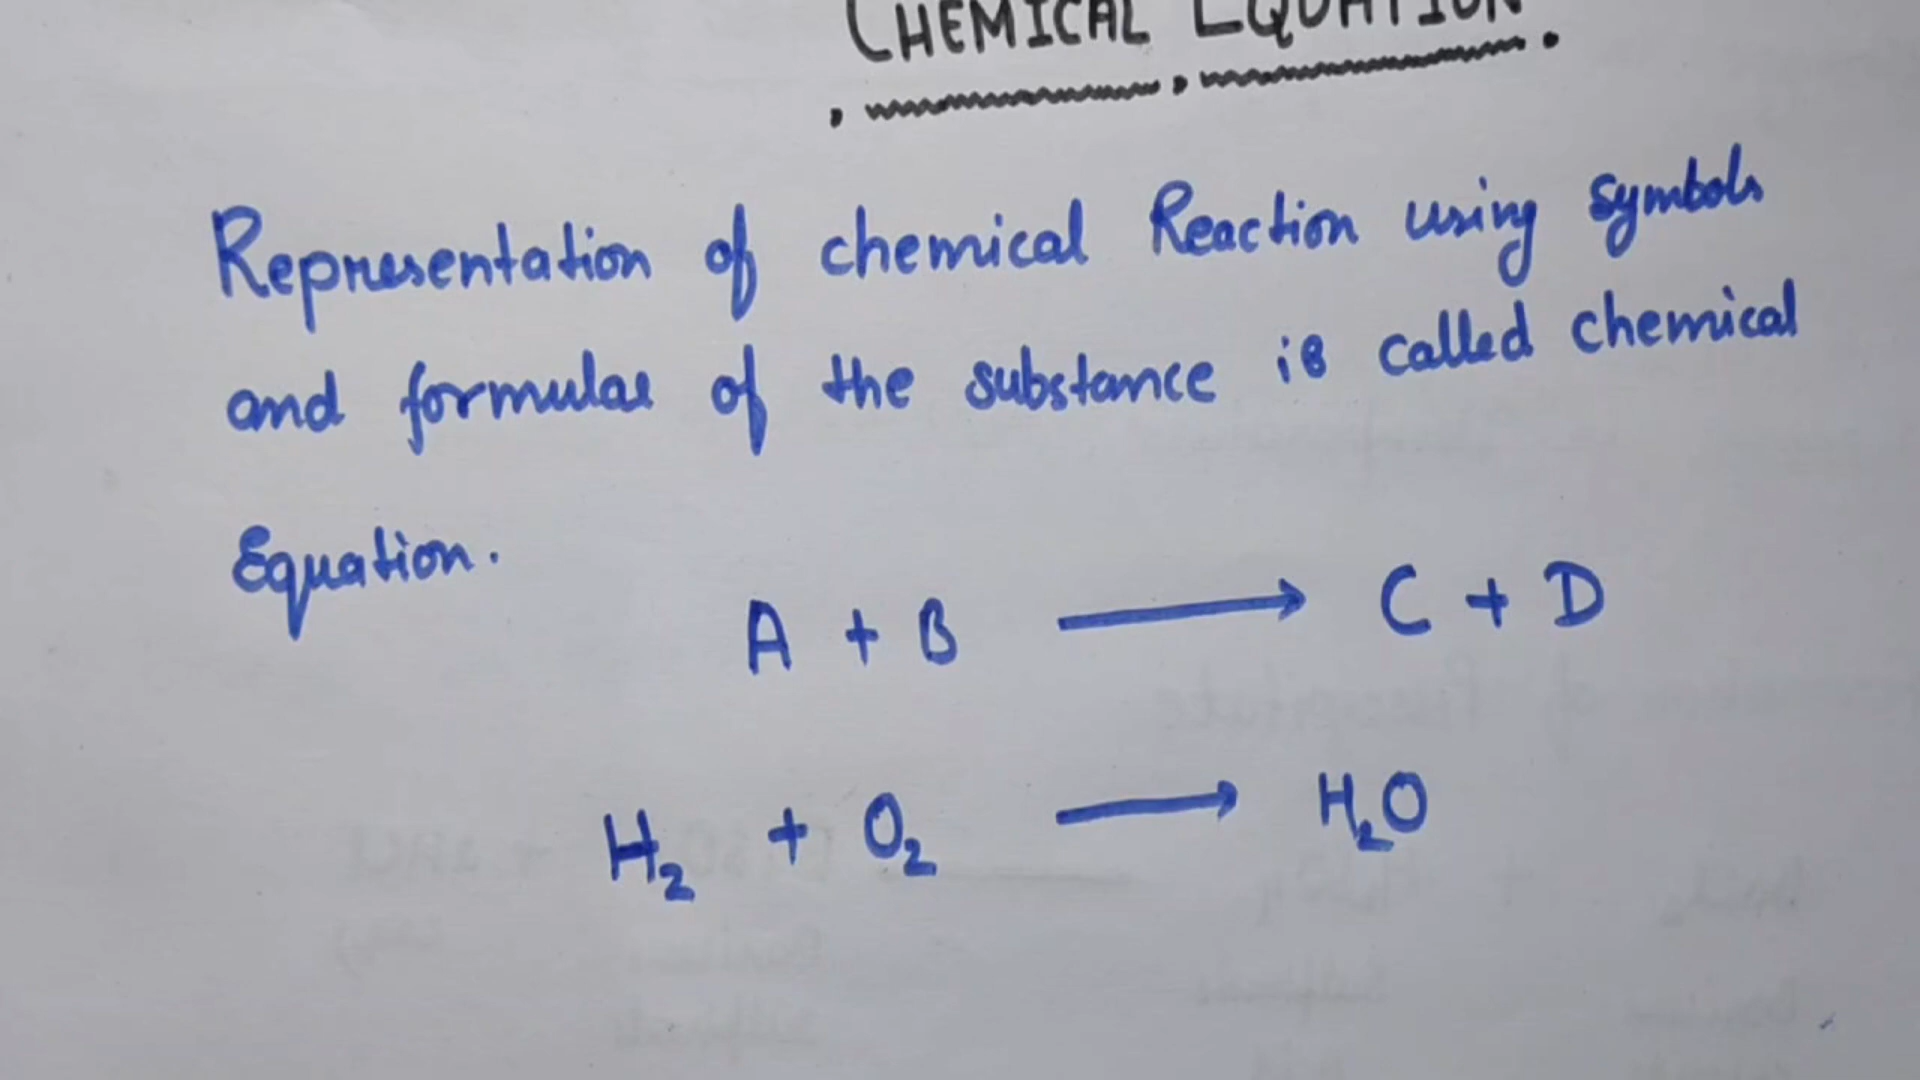 CHEMICAL EQUATION
Representation of chemical Reaction using symbols
and formulae of the substance is called chemical
Equation.
A + B → C + D
H₂ + O₂ → H₂O